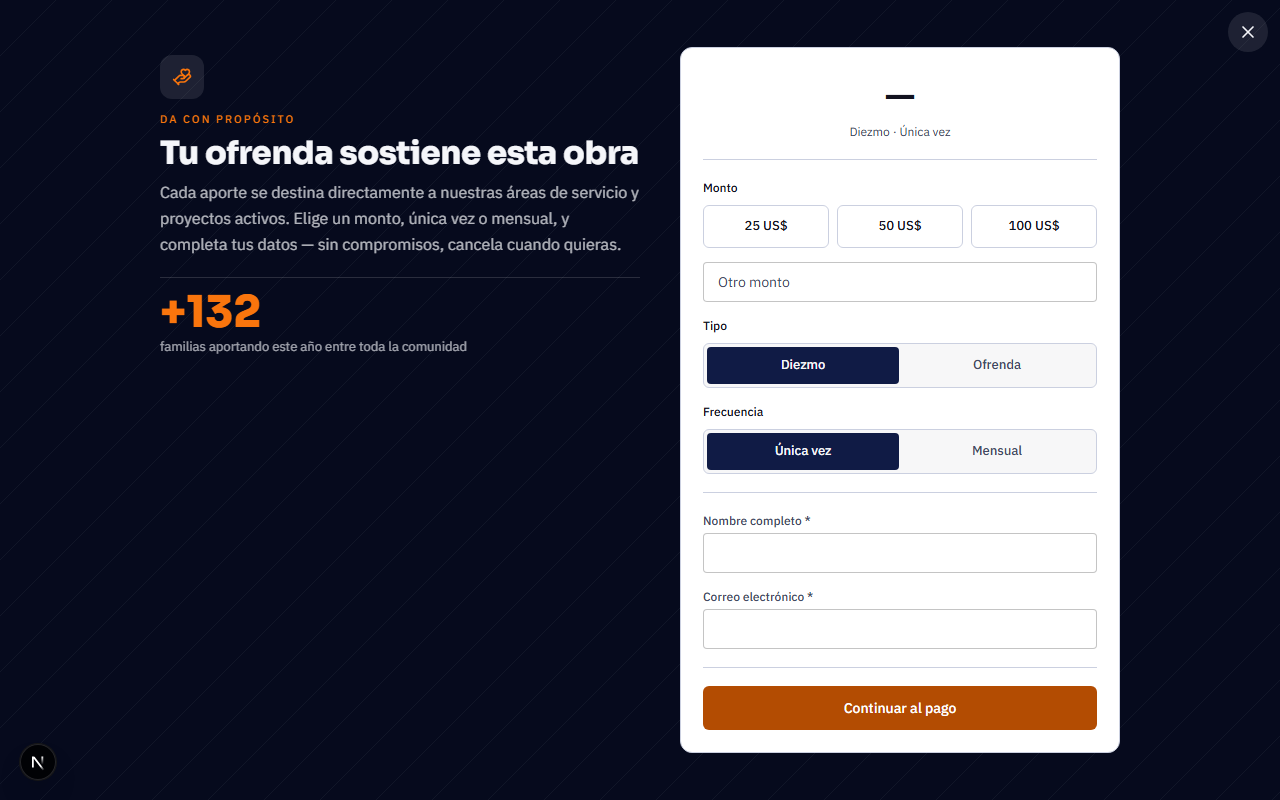 DA CON PROPÓSITO
Tu ofrenda sostiene esta obra
Cada aporte se destina directamente a nuestras áreas de servicio y
proyectos activos. Elige un monto, única vez o mensual, y
completa tus datos — sin compromisos, cancela cuando quieras.
+132
familias aportando este año entre toda la comunidad
—
Diezmo · Única vez
Monto
25 US$
50 US$
100 US$
Otro monto
Tipo
Diezmo
Ofrenda
Frecuencia
Única vez
Mensual
Nombre completo *
Correo electrónico *
Continuar al pago
N